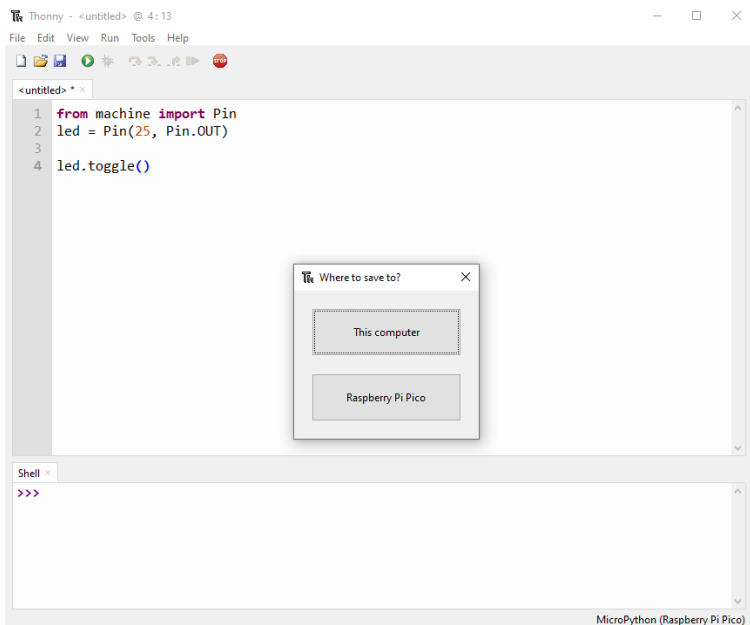 Thonny - <untitled> @ 4:13
File Edit View Run Tools Help
STOP
<untitled> *
1 from machine import Pin
2 led = Pin(25, Pin.OUT)
3
4 led.toggle()
Where to save to?
This computer
Raspberry Pi Pico
Shell
>>>
MicroPython (Raspberry Pi Pico)